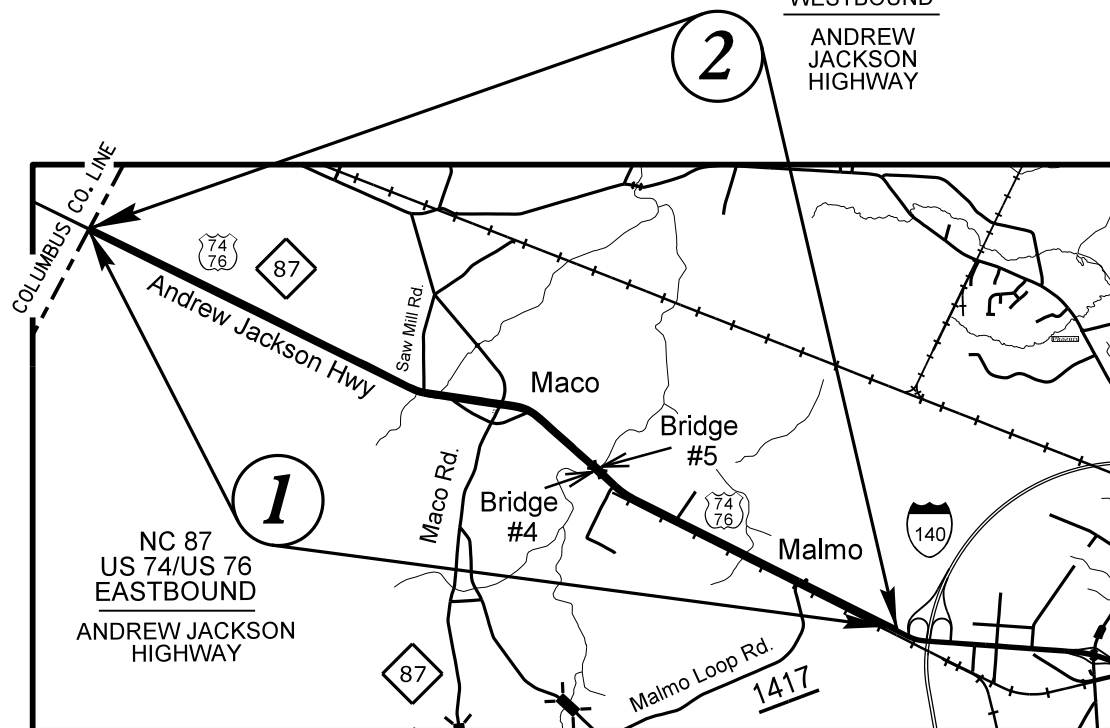 WESTBOUND
ANDREW
JACKSON
HIGHWAY
2
COLUMBUS CO. LINE
74
76
87
Andrew Jackson Hwy
Saw Mill Rd.
Maco
Bridge
#5
Maco Rd.
Bridge
#4
74
76
1
140
Malmo
NC 87
US 74/US 76
EASTBOUND
ANDREW JACKSON
HIGHWAY
87
Malmo Loop Rd.
1417